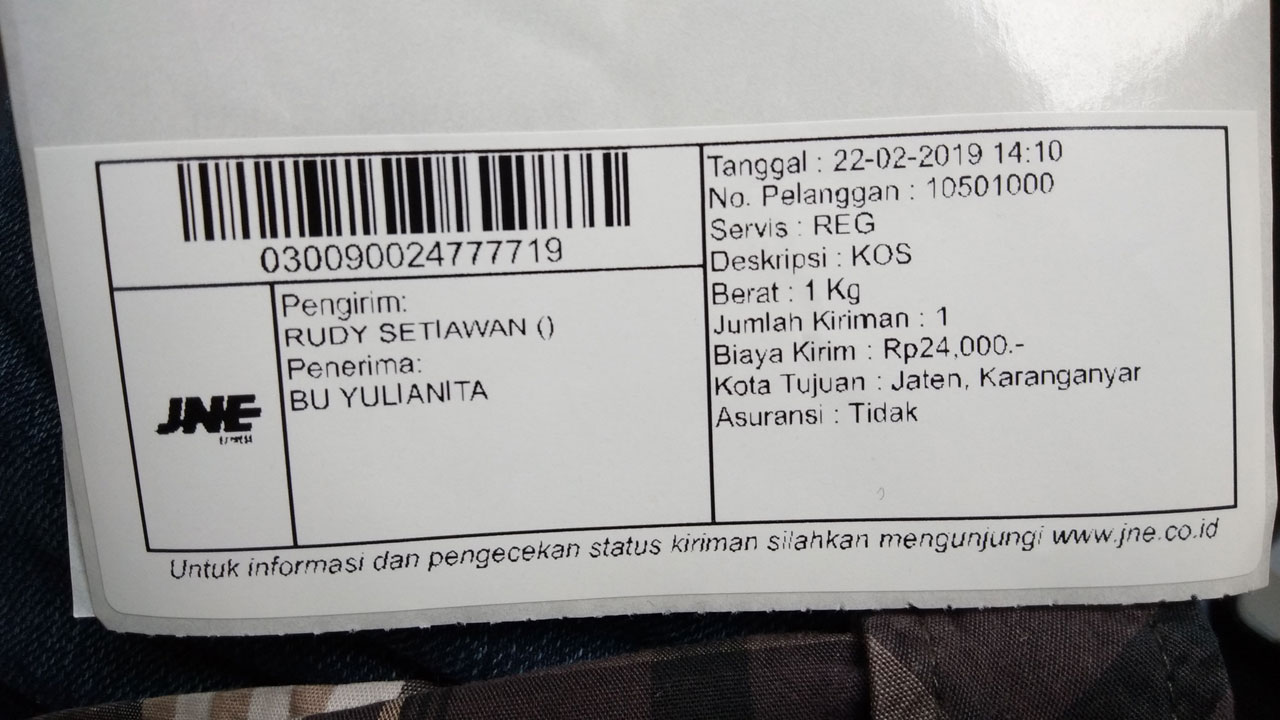 030090024777719
JNE
Pengirim:
RUDY SETIAWAN ()
Penerima:
BU YULIANITA
Tanggal : 22-02-2019 14:10
No. Pelanggan : 10501000
Servis : REG
Deskripsi : KOS
Berat : 1 Kg
Jumlah Kiriman : 1
Biaya Kirim : Rp24,000.-
Kota Tujuan : Jaten, Karanganyar
Asuransi : Tidak
Untuk informasi dan pengecekan status kiriman silahkan mengunjungi www.jne.co.id